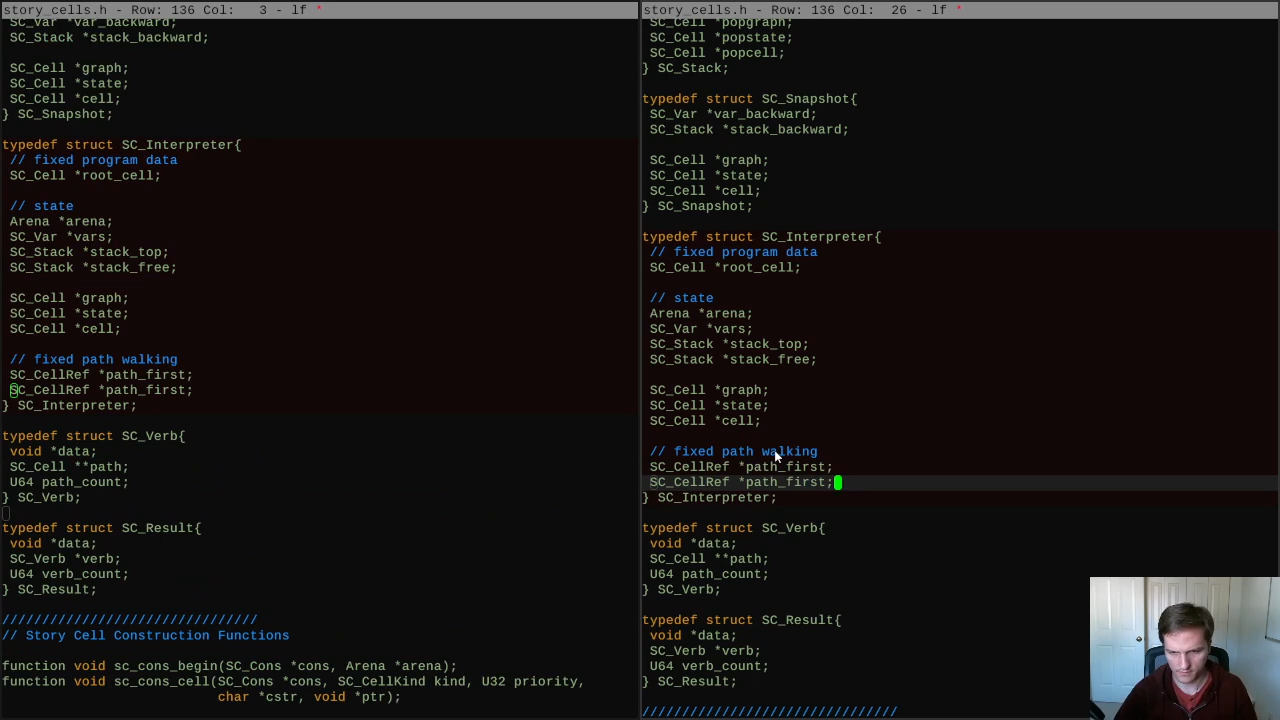 story_cells.h - Row: 136 Col:   3 - lf *
SC_Var *var_backward;
SC_Stack *stack_backward;
SC_Cell *graph;
SC_Cell *state;
SC_Cell *cell;
} SC_Snapshot;
typedef struct SC_Interpreter{
// fixed program data
SC_Cell *root_cell;
// state
Arena *arena;
SC_Var *vars;
SC_Stack *stack_top;
SC_Stack *stack_free;
SC_Cell *graph;
SC_Cell *state;
SC_Cell *cell;
// fixed path walking
SC_CellRef *path_first;
SC_CellRef *path_first;
} SC_Interpreter;
typedef struct SC_Verb{
void *data;
SC_Cell **path;
U64 path_count;
} SC_Verb;
typedef struct SC_Result{
void *data;
SC_Verb *verb;
U64 verb_count;
} SC_Result;
////////////////////////////////
// Story Cell Construction Functions
function void sc_cons_begin(SC_Cons *cons, Arena *arena);
function void sc_cons_cell(SC_Cons *cons, SC_CellKind kind, U32 priority,
char *cstr, void *ptr);
story_cells.h - Row: 136 Col:  26 - lf *
SC_Cell *popgraph;
SC_Cell *popstate;
SC_Cell *popcell;
} SC_Stack;
typedef struct SC_Snapshot{
SC_Var *var_backward;
SC_Stack *stack_backward;
SC_Cell *graph;
SC_Cell *state;
SC_Cell *cell;
} SC_Snapshot;
typedef struct SC_Interpreter{
// fixed program data
SC_Cell *root_cell;
// state
Arena *arena;
SC_Var *vars;
SC_Stack *stack_top;
SC_Stack *stack_free;
SC_Cell *graph;
SC_Cell *state;
SC_Cell *cell;
// fixed path walking
SC_CellRef *path_first;
SC_CellRef *path_first;
} SC_Interpreter;
typedef struct SC_Verb{
void *data;
SC_Cell **path;
U64 path_count;
} SC_Verb;
typedef struct SC_Result{
void *data;
SC_Verb *verb;
U64 verb_count;
} SC_Result;
////////////////////////////////